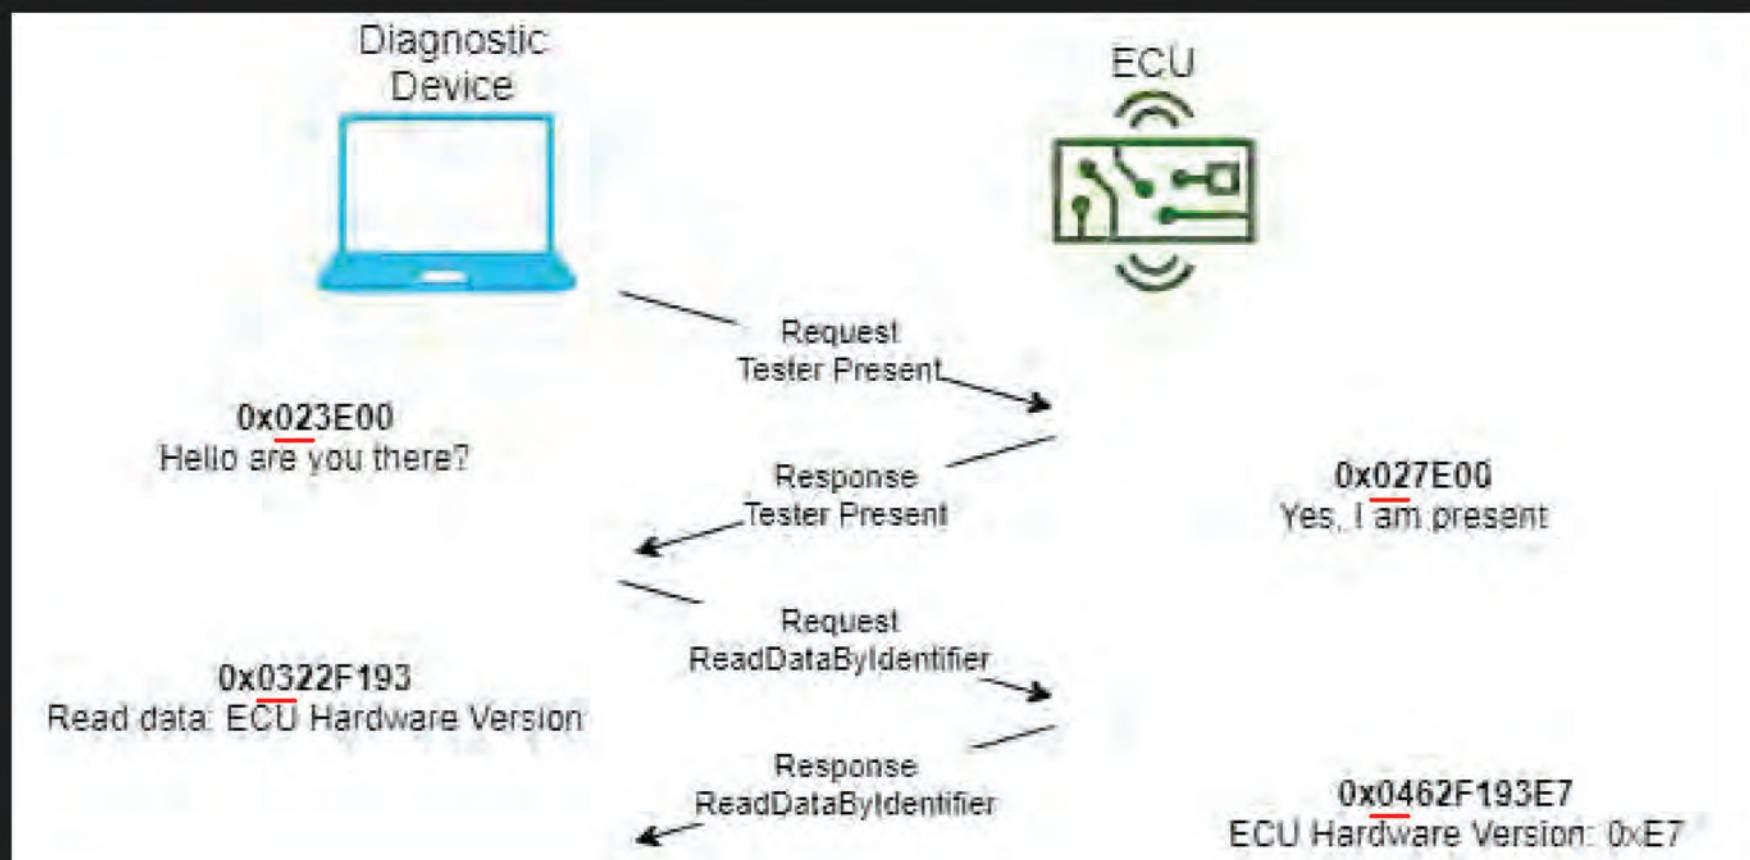 Diagnostic
Device
ECU
Request
Tester Present
0x023E00
Hello are you there?
Response
Tester Present
0x027E00
Yes, I am present
Request
ReadDataByIdentifier
0x0322F193
Read data: ECU Hardware Version
Response
ReadDataByIdentifier
0x0462F193E7
ECU Hardware Version: 0xE7